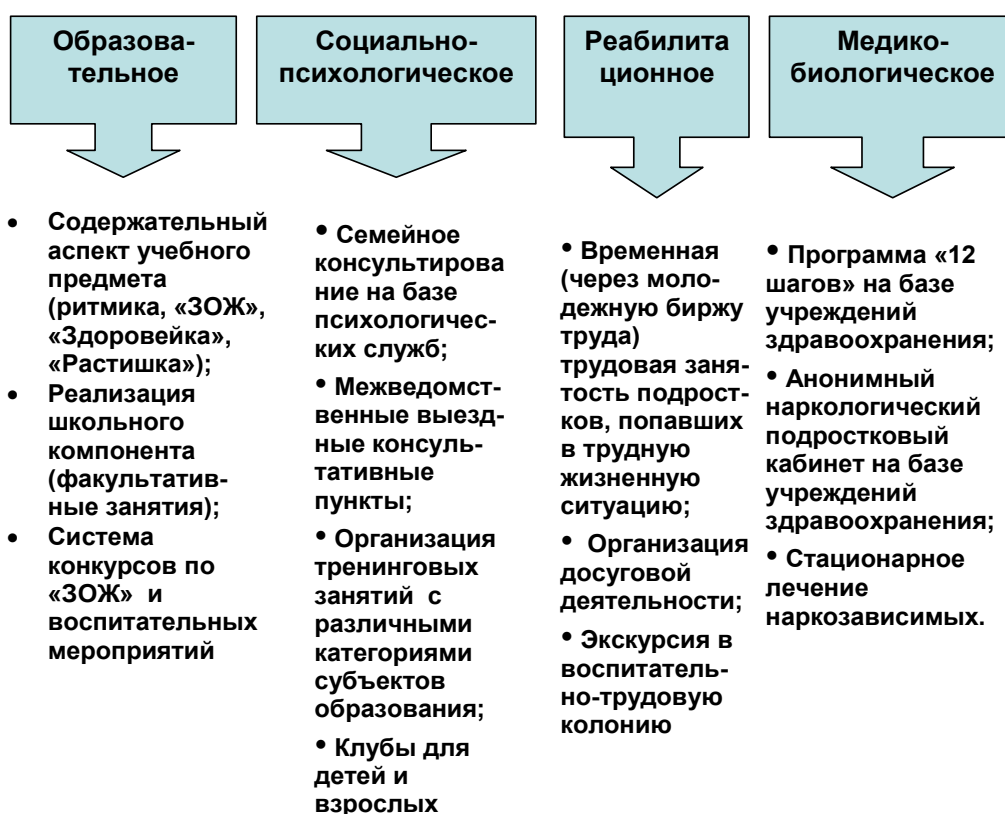 Образова-
тельное
Социально-
психологическое
Реабилита
ционное
Медико-
биологическое
• Содержательный
аспект учебного
предмета
(ритмика, «ЗОЖ»,
«Здоровейка»,
«Растишка»);
• Реализация
школьного
компонента
(факультатив-
ные занятия);
• Система
конкурсов по
«ЗОЖ» и
воспитательных
мероприятий
• Семейное
консультирова
ние на базе
психологичес-
ких служб;
• Межведомст-
венные выезд-
ные консуль-
тативные
пункты;
• Организация
тренинговых
занятий с
различными
категориями
субъектов
образования;
• Клубы для
детей и
взрослых
• Временная
(через моло-
дежную биржу
труда)
трудовая заня-
тость подрост-
ков, попавших
в трудную
жизненную
ситуацию;
• Организация
досуговой
деятельности;
• Экскурсия в
воспитатель-
но-трудовую
колонию
• Программа «12
шагов» на базе
учреждений
здравоохранения;
• Анонимный
наркологический
подростковый
кабинет на базе
учреждений
здравоохранения;
• Стационарное
лечение
наркозависимых.